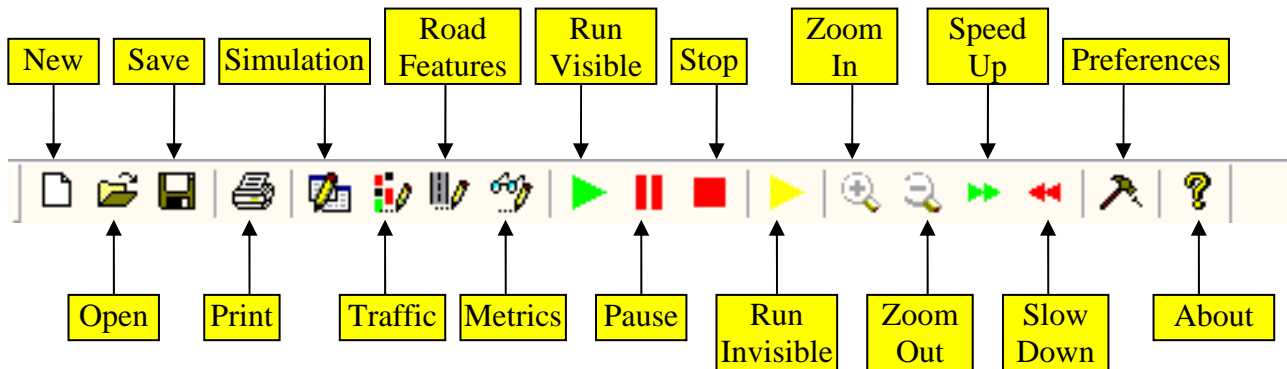 New
Save
Simulation
Road
Features
Run
Visible
Stop
Zoom
In
Speed
Up
Preferences
Open
Print
Traffic
Metrics
Pause
Run
Invisible
Zoom
Out
Slow
Down
About